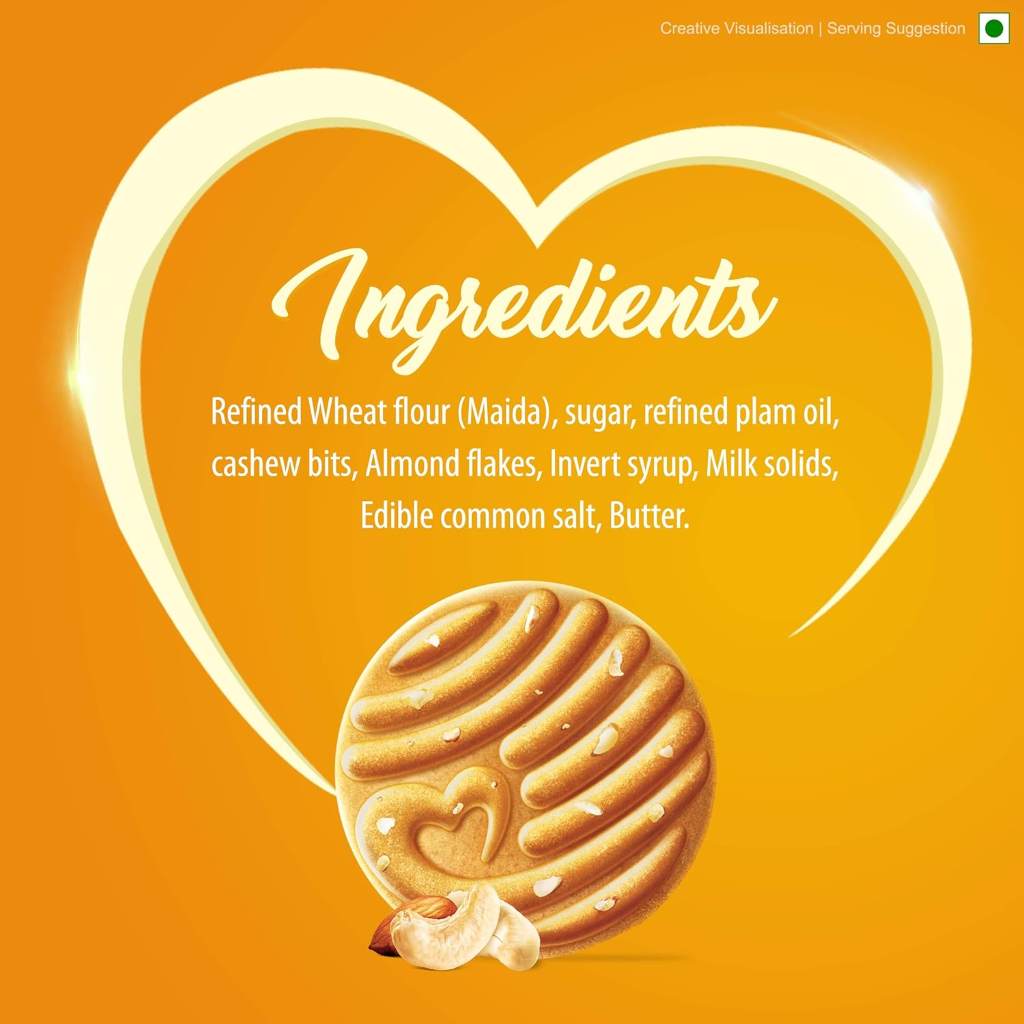 Creative Visualisation | Serving Suggestion
Ingredients
Refined Wheat flour (Maida), sugar, refined plam oil,
cashew bits, Almond flakes, Invert syrup, Milk solids,
Edible common salt, Butter.